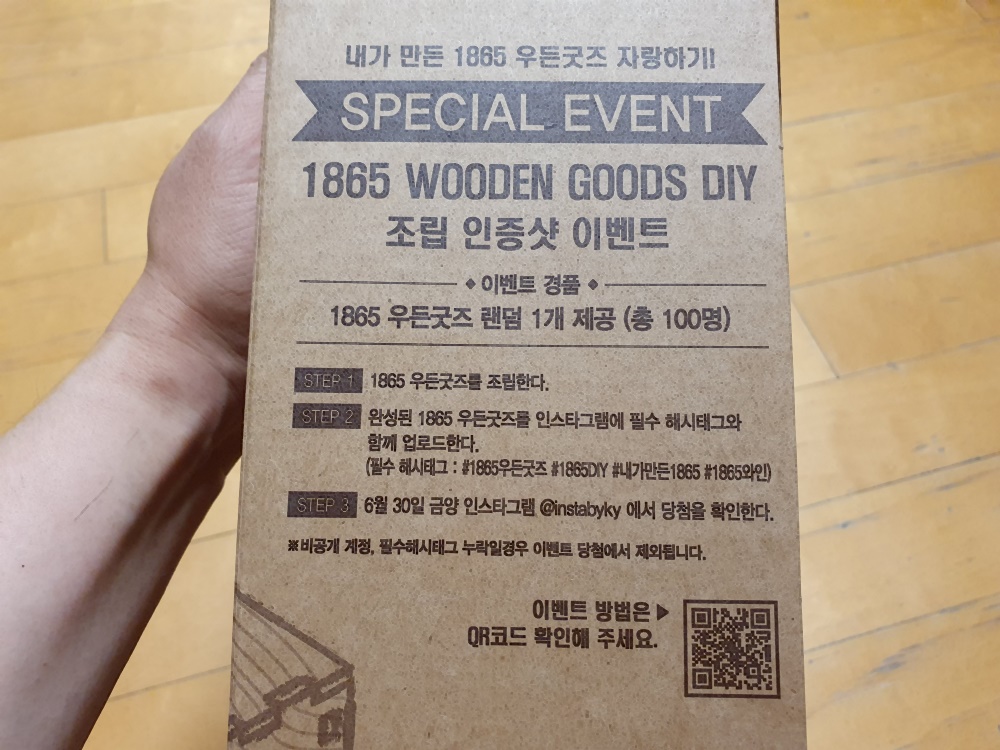 내가 만든 1865 우든굿즈 자랑하기!
SPECIAL EVENT
1865 WOODEN GOODS DIY
조립 인증샷 이벤트
이벤트 경품
1865 우든굿즈 랜덤 1개 제공 (총 100명)
STEP 1 1865 우든굿즈를 조립한다.
STEP 2 완성된 1865 우든굿즈를 인스타그램에 필수 해시태그와
함께 업로드한다.
(필수 해시태그 : #1865우든굿즈 #1865DIY #내가만든1865 #1865와인)
STEP 3 6월 30일 금양 인스타그램 @instabyky 에서 당첨을 확인한다.
※비공개 계정, 필수해시태그 누락일경우 이벤트 당첨에서 제외됩니다.
이벤트 방법은▶
QR코드 확인해 주세요.